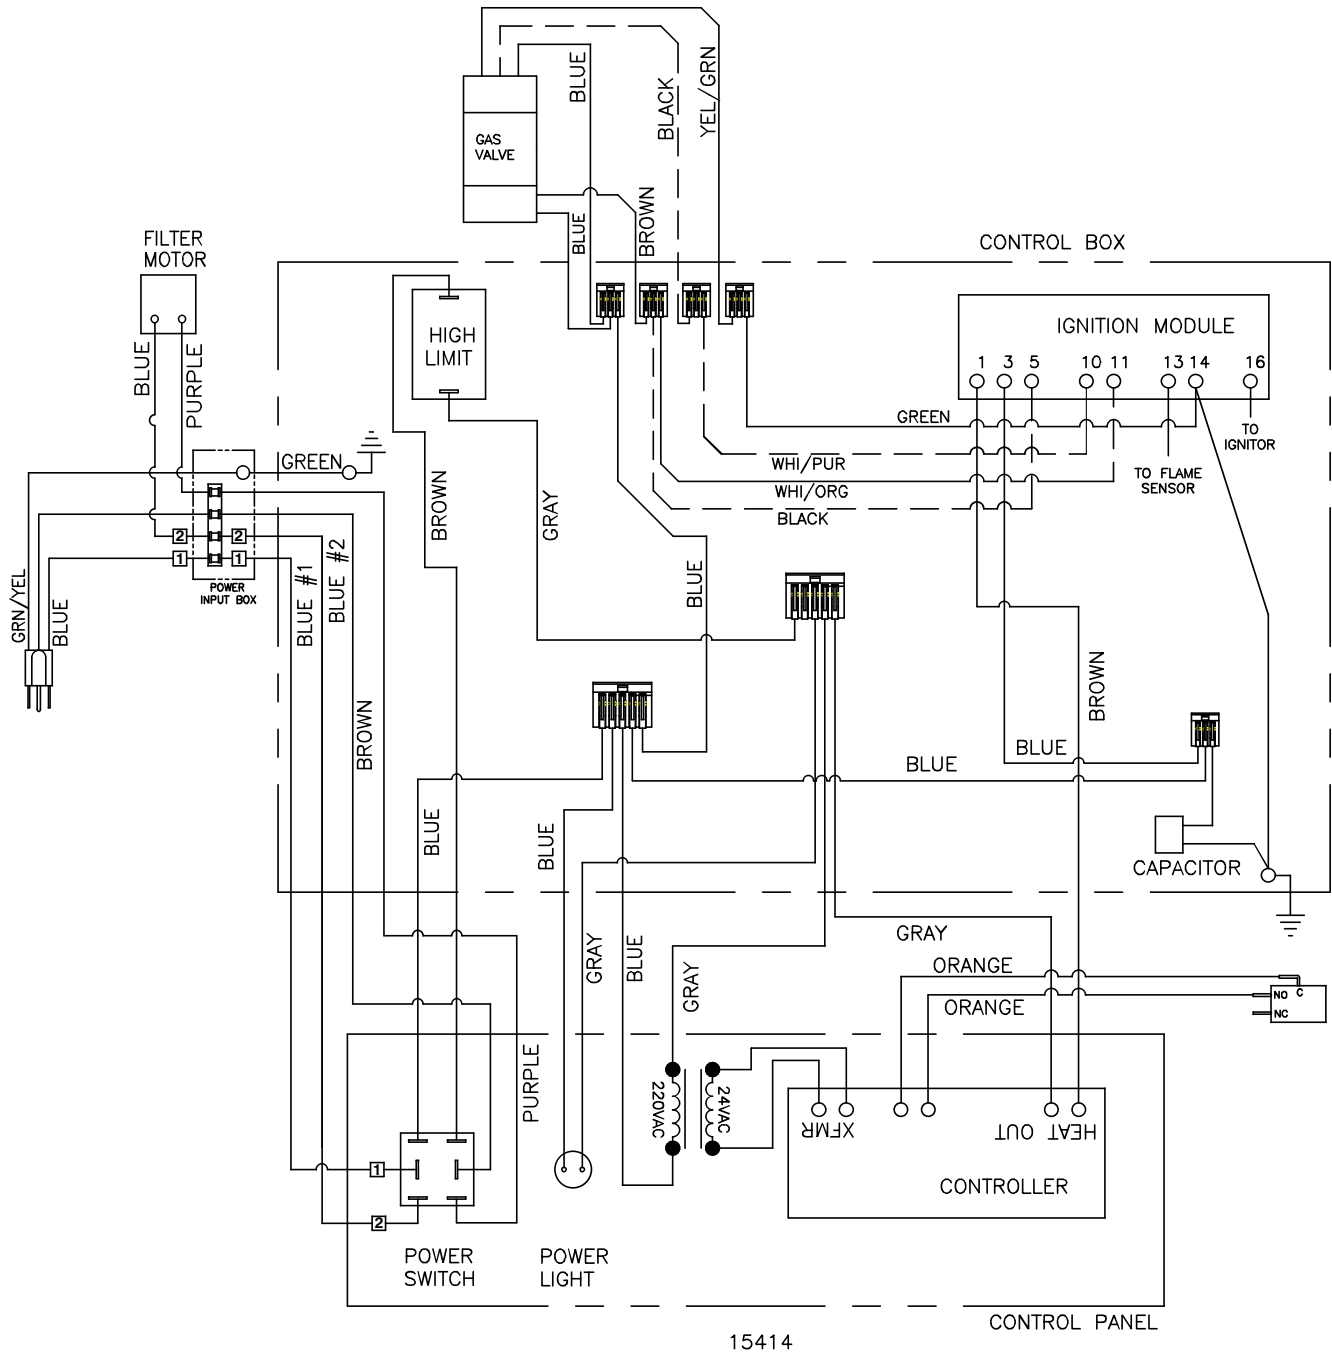 BLUE
BLACK
YEL/GRN
GAS
VALVE
BLUE
BROWN
FILTER
MOTOR
CONTROL BOX
HIGH
LIMIT
IGNITION MODULE
1 3 5 10 11 13 14 16
BLUE
PURPLE
GREEN
TO
IGNITOR
GREEN
WHI/PUR
TO FLAME
SENSOR
WHI/ORG
BLACK
BROWN
GRAY
2 2
1 1
POWER
INPUT BOX
GRN/YEL
BLUE
BLUE #1
BLUE #2
BLUE
BROWN
BROWN
BLUE
BLUE
BLUE
BLUE
CAPACITOR
GRAY
BLUE
GRAY
GRAY
ORANGE
ORANGE
NO C
NC
PURPLE
220VAC
24VAC
XFMR
HEAT OUT
CONTROLLER
1
2
POWER
SWITCH
POWER
LIGHT
CONTROL PANEL
15414